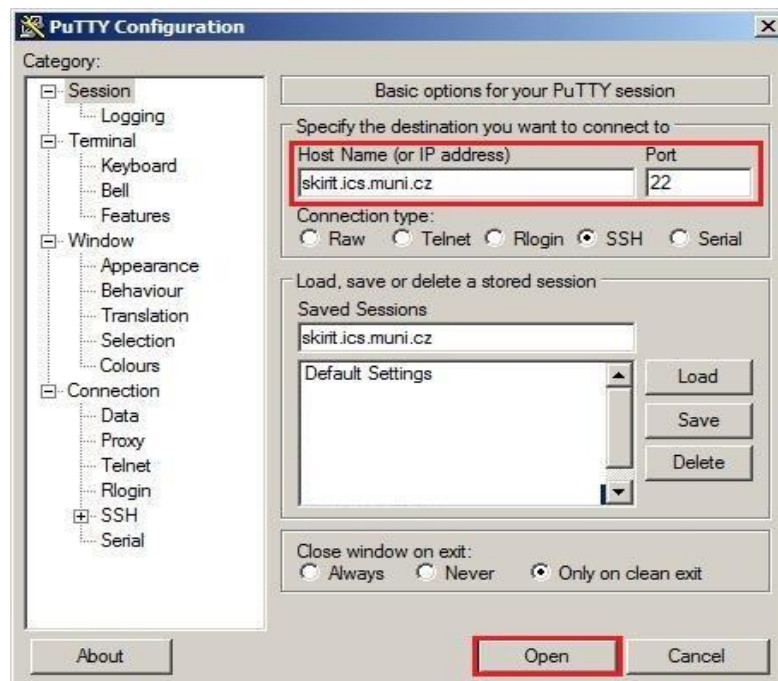 PuTTY Configuration
Category:
Session
Logging
Terminal
Keyboard
Bell
Features
Window
Appearance
Behaviour
Translation
Selection
Colours
Connection
Data
Proxy
Telnet
Rlogin
SSH
Serial
Basic options for your PuTTY session
Specify the destination you want to connect to
Host Name (or IP address) Port
skirit.ics.muni.cz 22
Connection type:
Raw Telnet Rlogin SSH Serial
Load, save or delete a stored session
Saved Sessions
skirit.ics.muni.cz
Default Settings
Load
Save
Delete
Close window on exit:
Always Never Only on clean exit
About Open Cancel